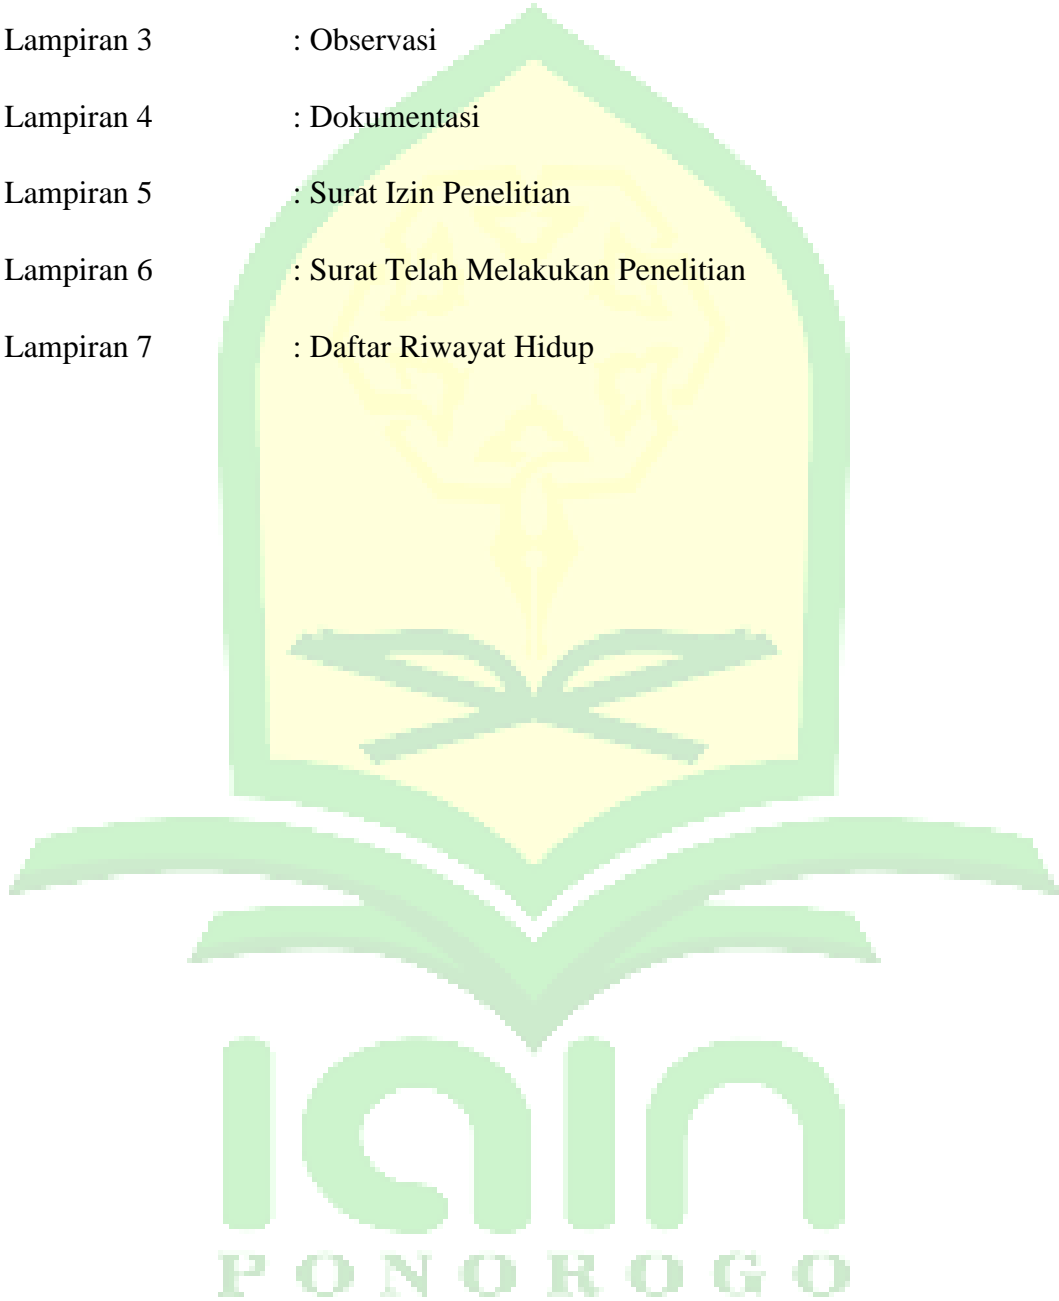 Lampiran 3 : Observasi
Lampiran 4 : Dokumentasi
Lampiran 5 : Surat Izin Penelitian
Lampiran 6 : Surat Telah Melakukan Penelitian
Lampiran 7 : Daftar Riwayat Hidup
iain
PONOROGO